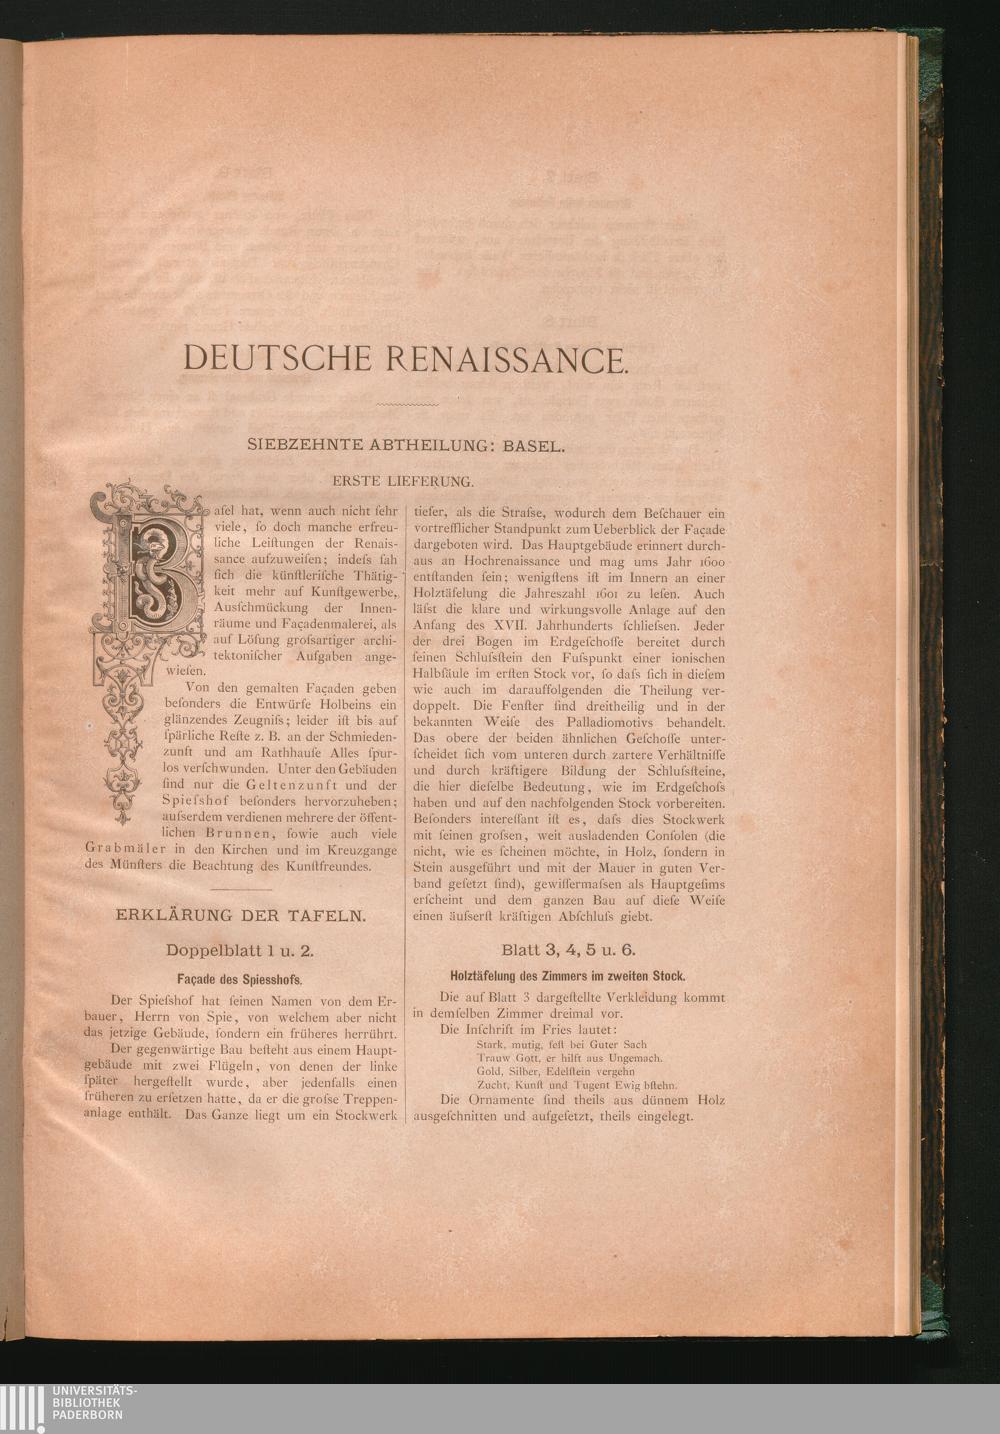 DEUTSCHE RENAISSANCE.
SIEBZEHNTE ABTHEILUNG: BASEL.
ERSTE LIEFERUNG.
Baſel hat, wenn auch nicht ſehr
viele, ſo doch manche erfreu-
liche Leiſtungen der Renais-
sance aufzuweiſen; indeſs ſah
ſich die künſtleriſche Thätig-
keit mehr auf Kunſtgewerbe,
Ausſchmückung der Innen-
räume und Façadenmalerei, als
auf Löſung groſsartiger archi-
tektoniſcher Aufgaben ange-
wieſen.
Von den gemalten Façaden geben
beſonders die Entwürfe Holbeins ein
glänzendes Zeugniſs; leider iſt bis auf
ſpärliche Reſte z. B. an der Schmieden-
zunft und am Rathhauſe Alles ſpur-
los verſchwunden. Unter den Gebäuden
ſind nur die Geltenzunft und der
Spieſshof beſonders hervorzuheben;
auſserdem verdienen mehrere der öffent-
lichen Brunnen, ſowie auch viele
Grabmäler in den Kirchen und im Kreuzgange
des Münſters die Beachtung des Kunſtfreundes.
ERKLÄRUNG DER TAFELN.
Doppelblatt 1 u. 2.
Façade des Spiesshofs.
Der Spieſshof hat ſeinen Namen von dem Er-
bauer, Herrn von Spie, von welchem aber nicht
das jetzige Gebäude, ſondern ein früheres herrührt.
Der gegenwärtige Bau beſteht aus einem Haupt-
gebäude mit zwei Flügeln, von denen der linke
ſpäter hergeſtellt wurde, aber jedenfalls einen
früheren zu erſetzen hatte, da er die groſse Treppen-
anlage enthält. Das Ganze liegt um ein Stockwerk
tiefer, als die Straſse, wodurch dem Beſchauer ein
vortrefflicher Standpunkt zum Ueberblick der Façade
dargeboten wird. Das Hauptgebäude erinnert durch-
aus an Hochrenaissance und mag ums Jahr 1600
entſtanden ſein; wenigſtens iſt im Innern an einer
Holztäfelung die Jahreszahl 1601 zu leſen. Auch
läſst die klare und wirkungsvolle Anlage auf den
Anfang des XVII. Jahrhunderts ſchlieſsen. Jeder
der drei Bogen im Erdgeſchoſſe bereitet durch
ſeinen Schluſsſtein den Fuſspunkt einer ionischen
Halbſäule im erſten Stock vor, ſo daſs ſich in dieſem
wie auch im darauffolgenden die Theilung ver-
doppelt. Die Fenſter ſind dreitheilig und in der
bekannten Weiſe des Palladiomotivs behandelt.
Das obere der beiden ähnlichen Geſchoſſe unter-
ſcheidet ſich vom unteren durch zartere Verhältniſſe
und durch kräftigere Bildung der Schluſsſteine,
die hier dieſelbe Bedeutung, wie im Erdgeſchoſs
haben und auf den nachfolgenden Stock vorbereiten.
Beſonders intereſſant iſt es, daſs dies Stockwerk
mit ſeinen groſsen, weit ausladenden Conſolen (die
nicht, wie es ſcheinen möchte, in Holz, ſondern in
Stein ausgeführt und mit der Mauer in guten Ver-
band geſetzt ſind), gewiſſermaſsen als Hauptgeſims
erſcheint und dem ganzen Bau auf dieſe Weiſe
einen äuſserſt kräftigen Abſchluſs giebt.
Blatt 3, 4, 5 u. 6.
Holztäfelung des Zimmers im zweiten Stock.
Die auf Blatt 3 dargeſtellte Verkleidung kommt
in demſelben Zimmer dreimal vor.
Die Inſchrift im Fries lautet:
Stark, mutig, feſt bei Guter Sach
Trauw Gott, er hilft aus Ungemach.
Gold, Silber, Edelſtein vergehn
Zucht, Kunſt und Tugent Ewig bſtehn.
Die Ornamente ſind theils aus dünnem Holz
ausgeſchnitten und aufgeſetzt, theils eingelegt.
UNIVERSITÄTS-
BIBLIOTHEK
PADERBORN